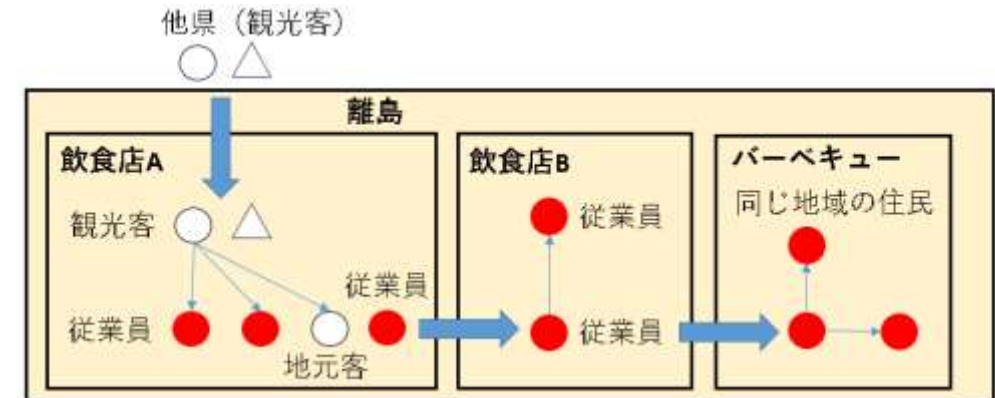 他県（観光客）
離島
飲食店A
観光客
従業員
従業員
地元客
飲食店B
従業員
従業員
バーベキュー
同じ地域の住民